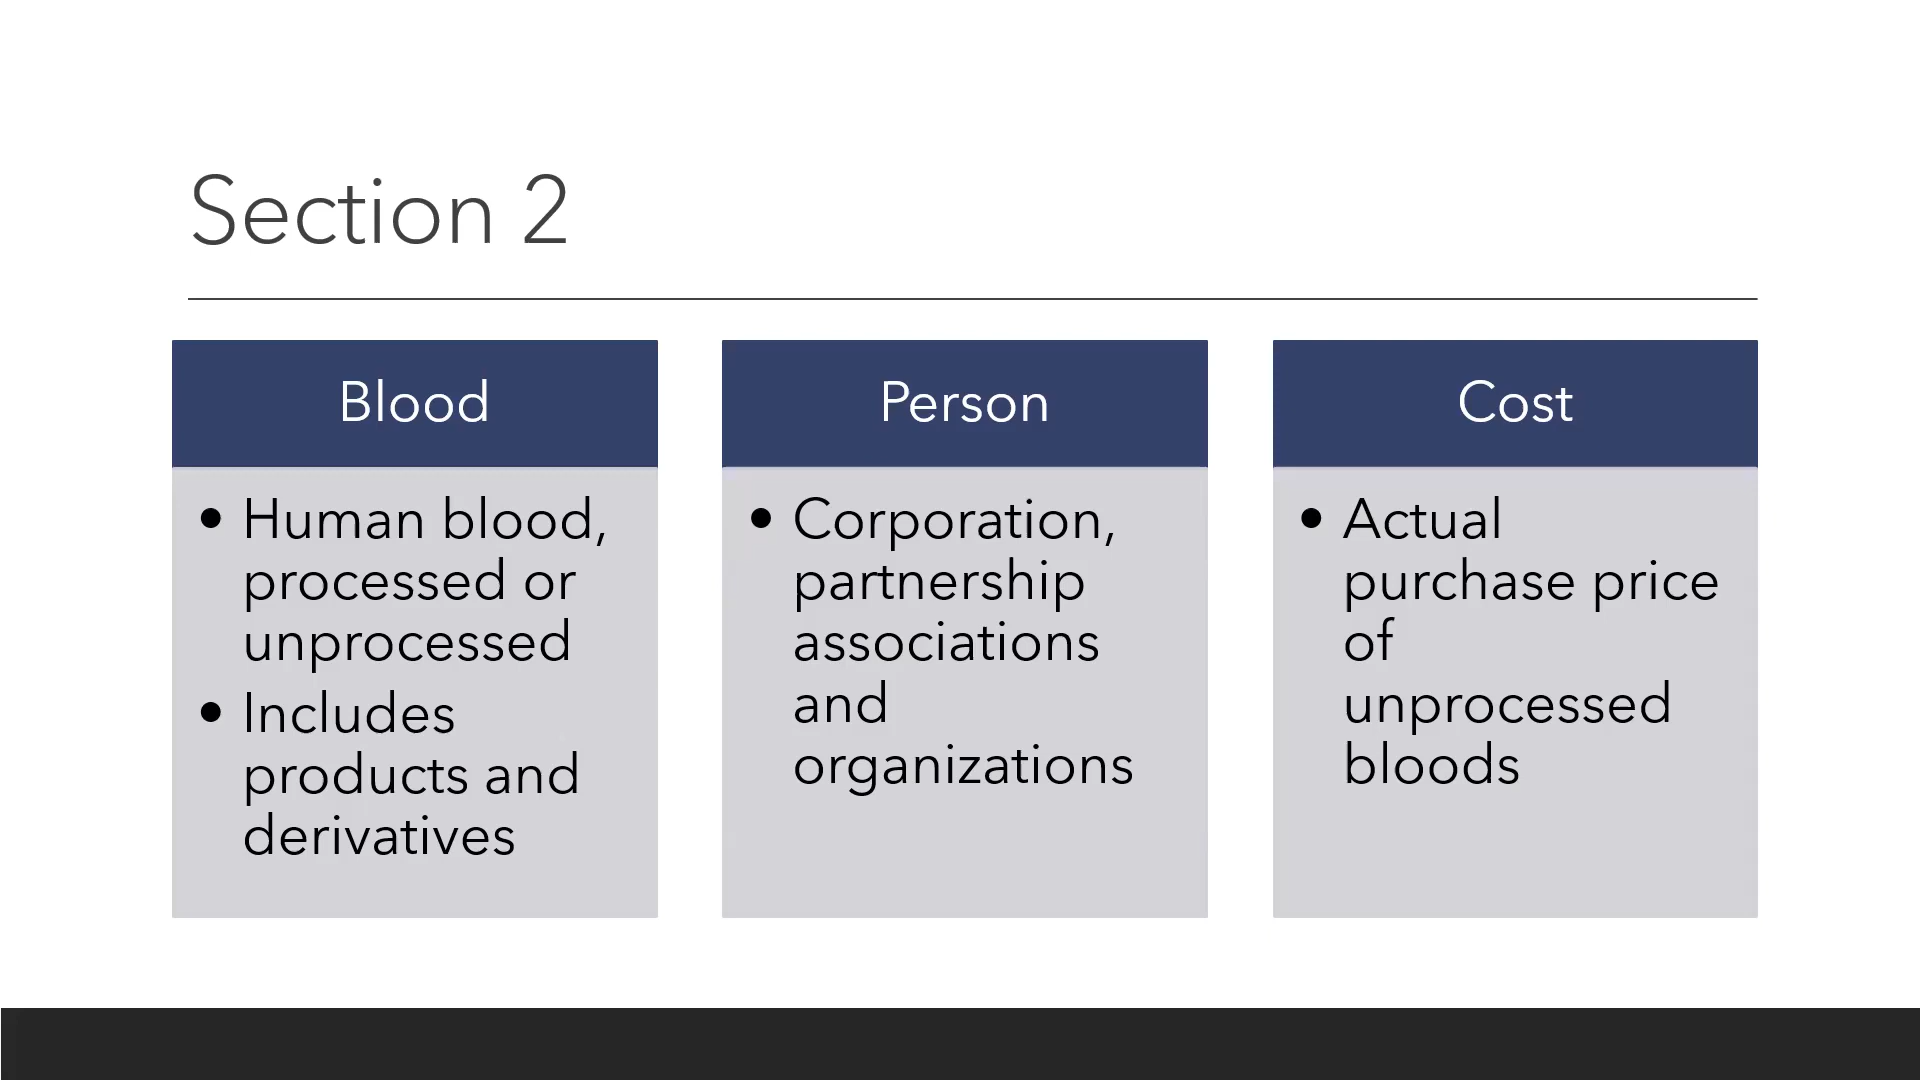 Section 2
Blood
• Human blood,
processed or
unprocessed
• Includes
products and
derivatives
Person
• Corporation,
partnership
associations
and
organizations
Cost
• Actual
purchase price
of
unprocessed
bloods